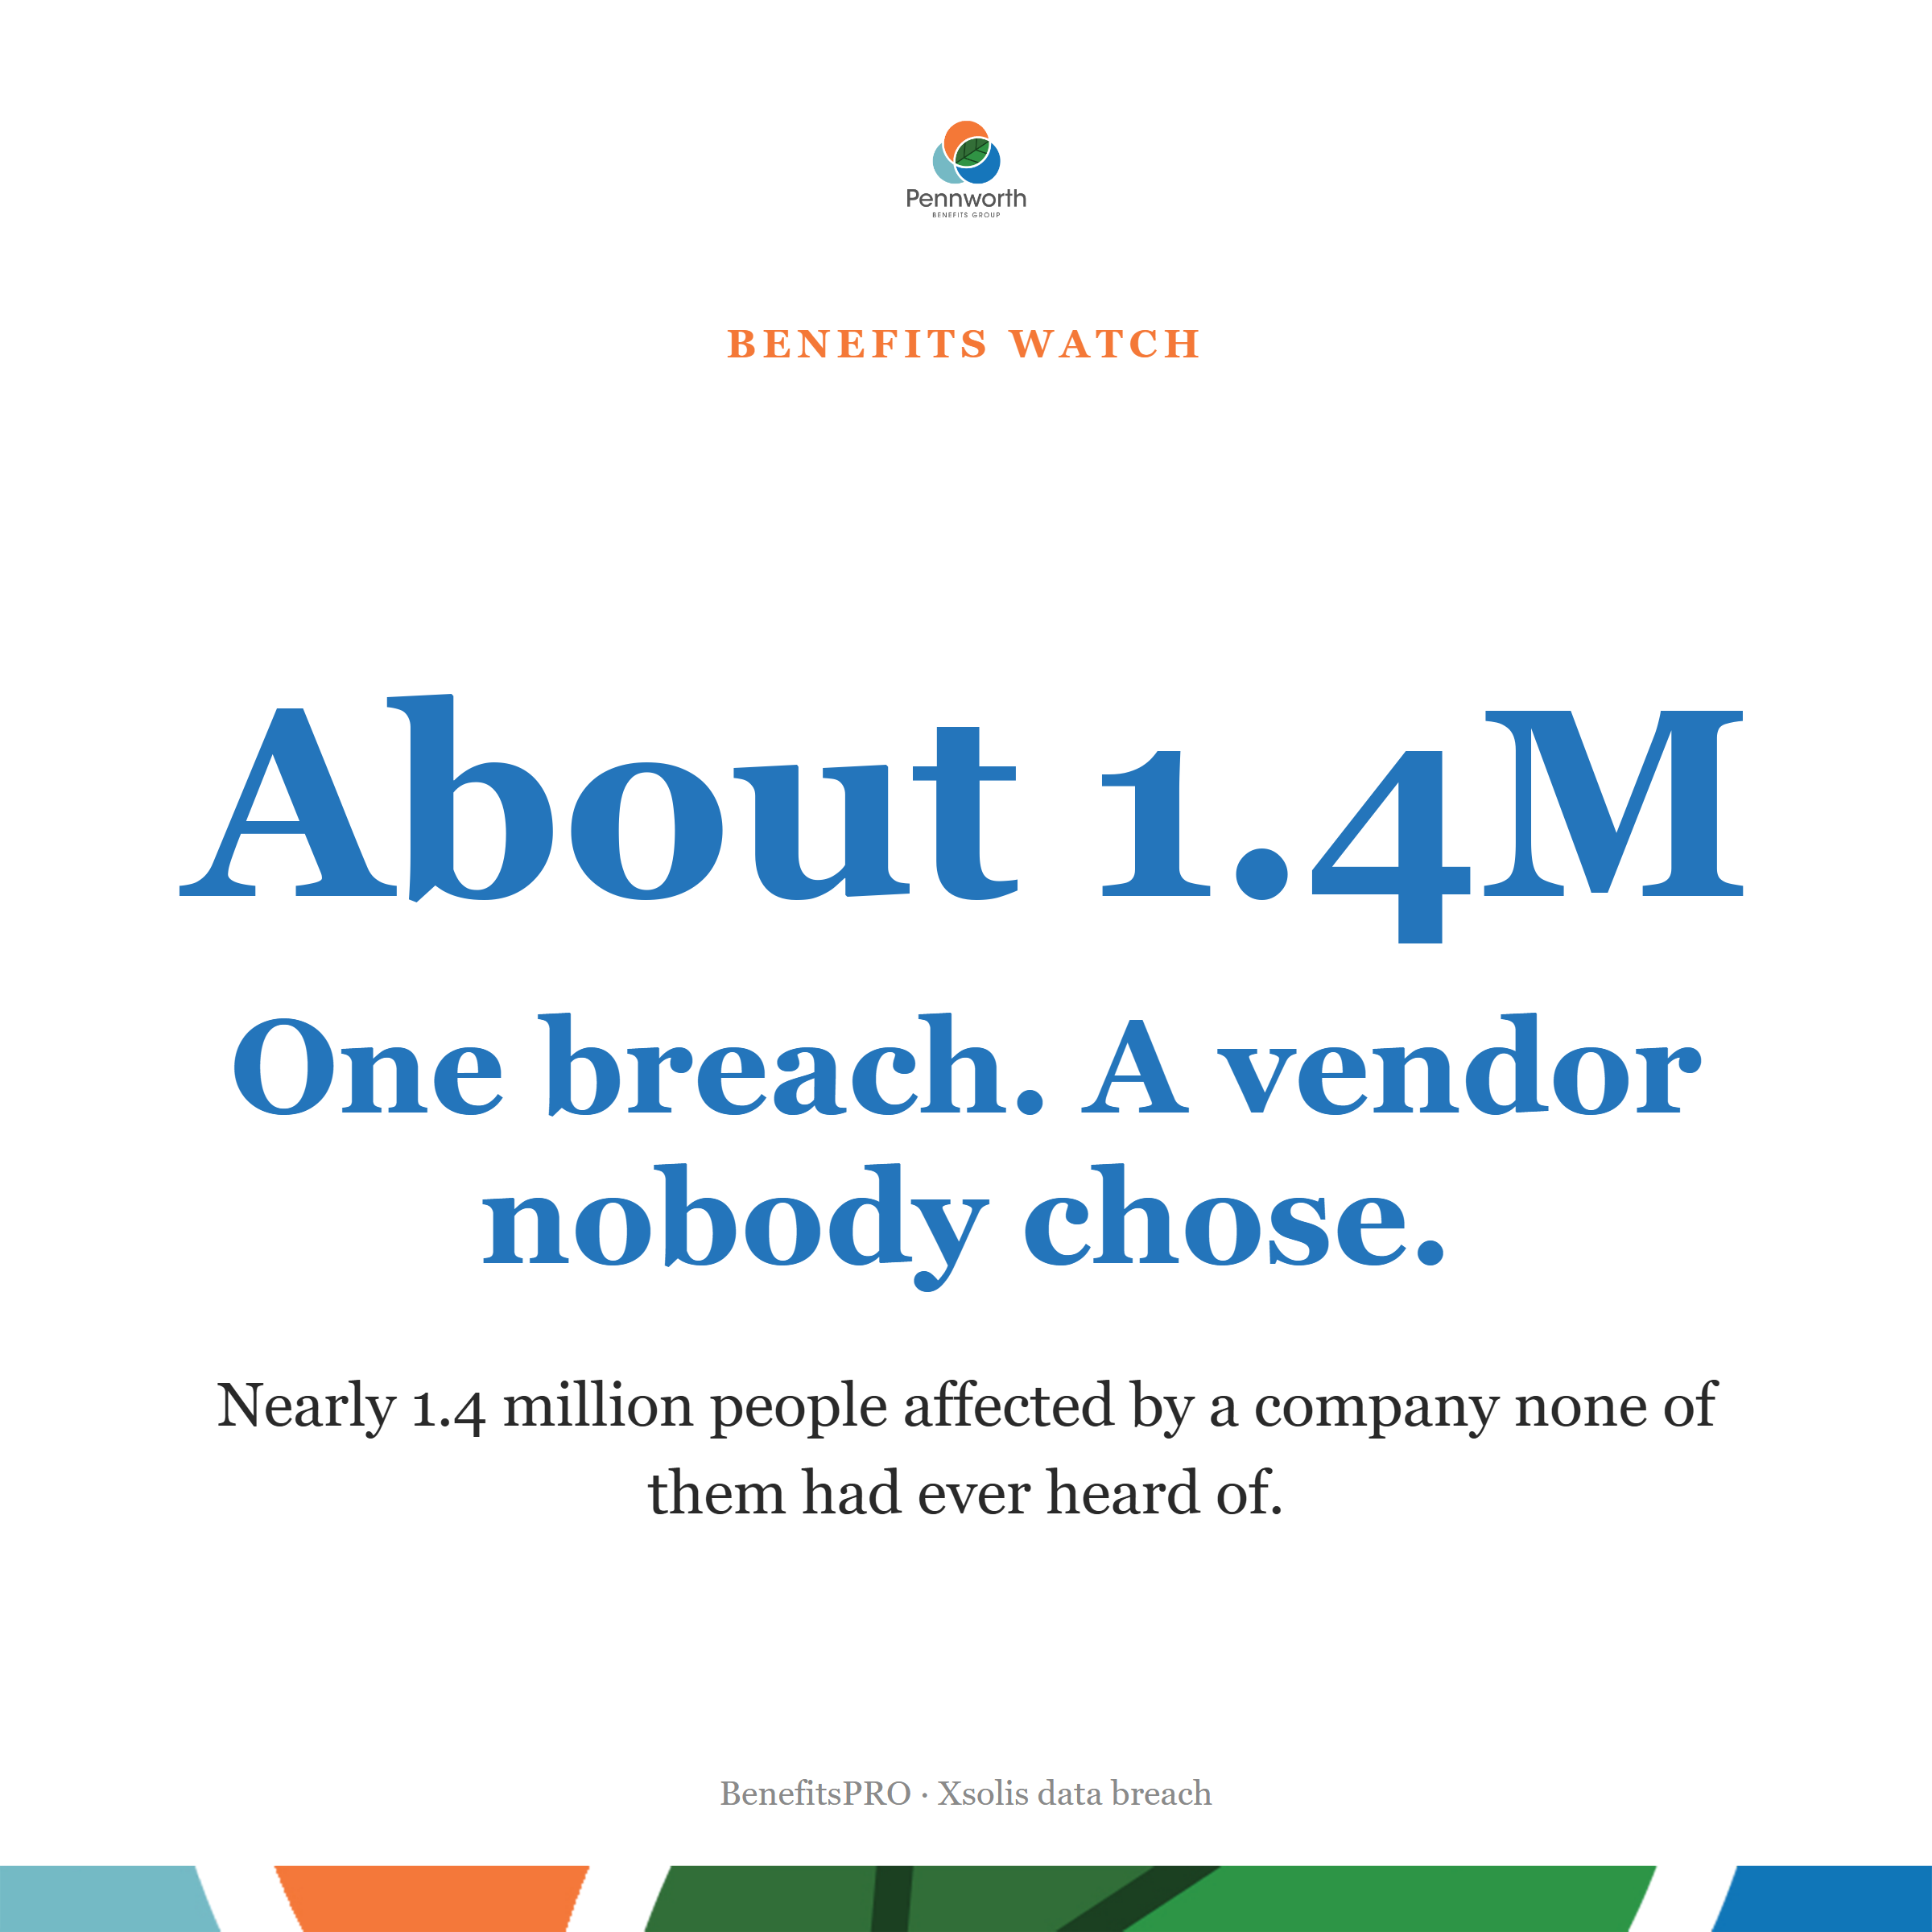 Pennworth
BENEFITS GROUP
BENEFITS WATCH
About 1.4M
One breach. A vendor
nobody chose.
Nearly 1.4 million people affected by a company none of
them had ever heard of.
BenefitsPRO · Xsolis data breach